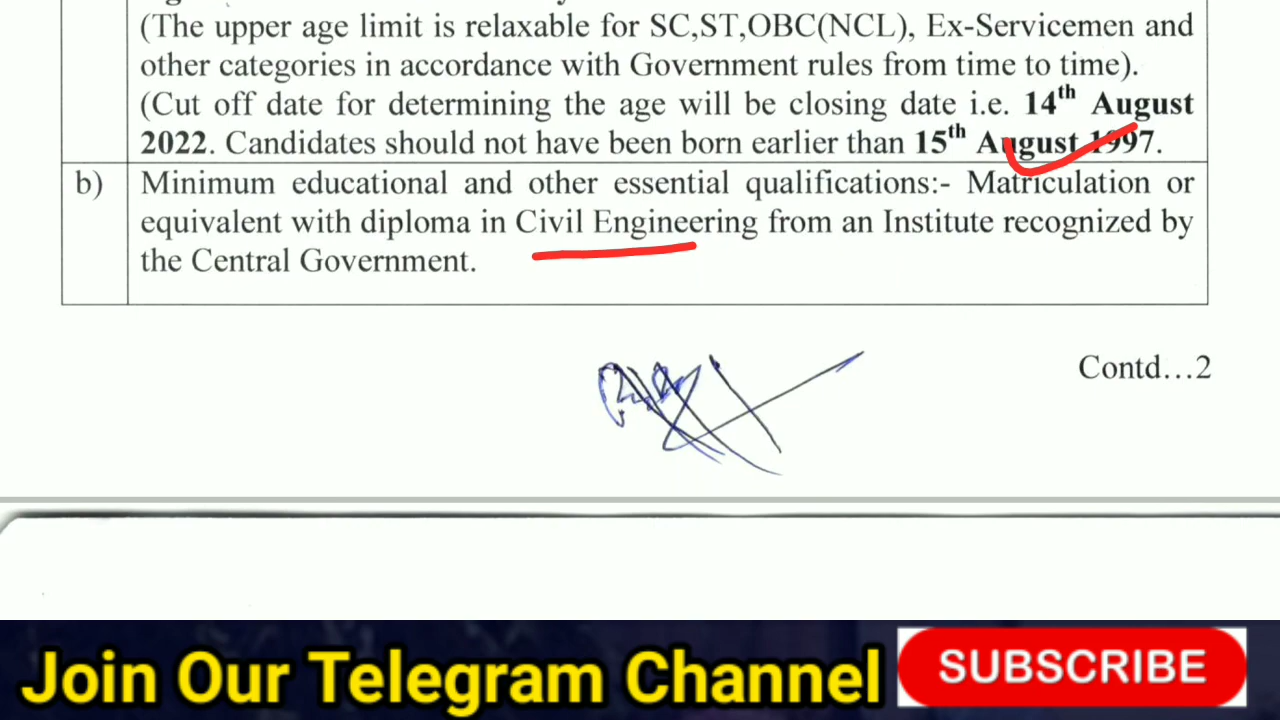 (The upper age limit is relaxable for SC,ST,OBC(NCL), Ex-Servicemen and
other categories in accordance with Government rules from time to time).
(Cut off date for determining the age will be closing date i.e. 14th August
2022. Candidates should not have been born earlier than 15th August 1997.
b) Minimum educational and other essential qualifications:- Matriculation or
equivalent with diploma in Civil Engineering from an Institute recognized by
the Central Government.
Contd...2
Join Our Telegram Channel SUBSCRIBE